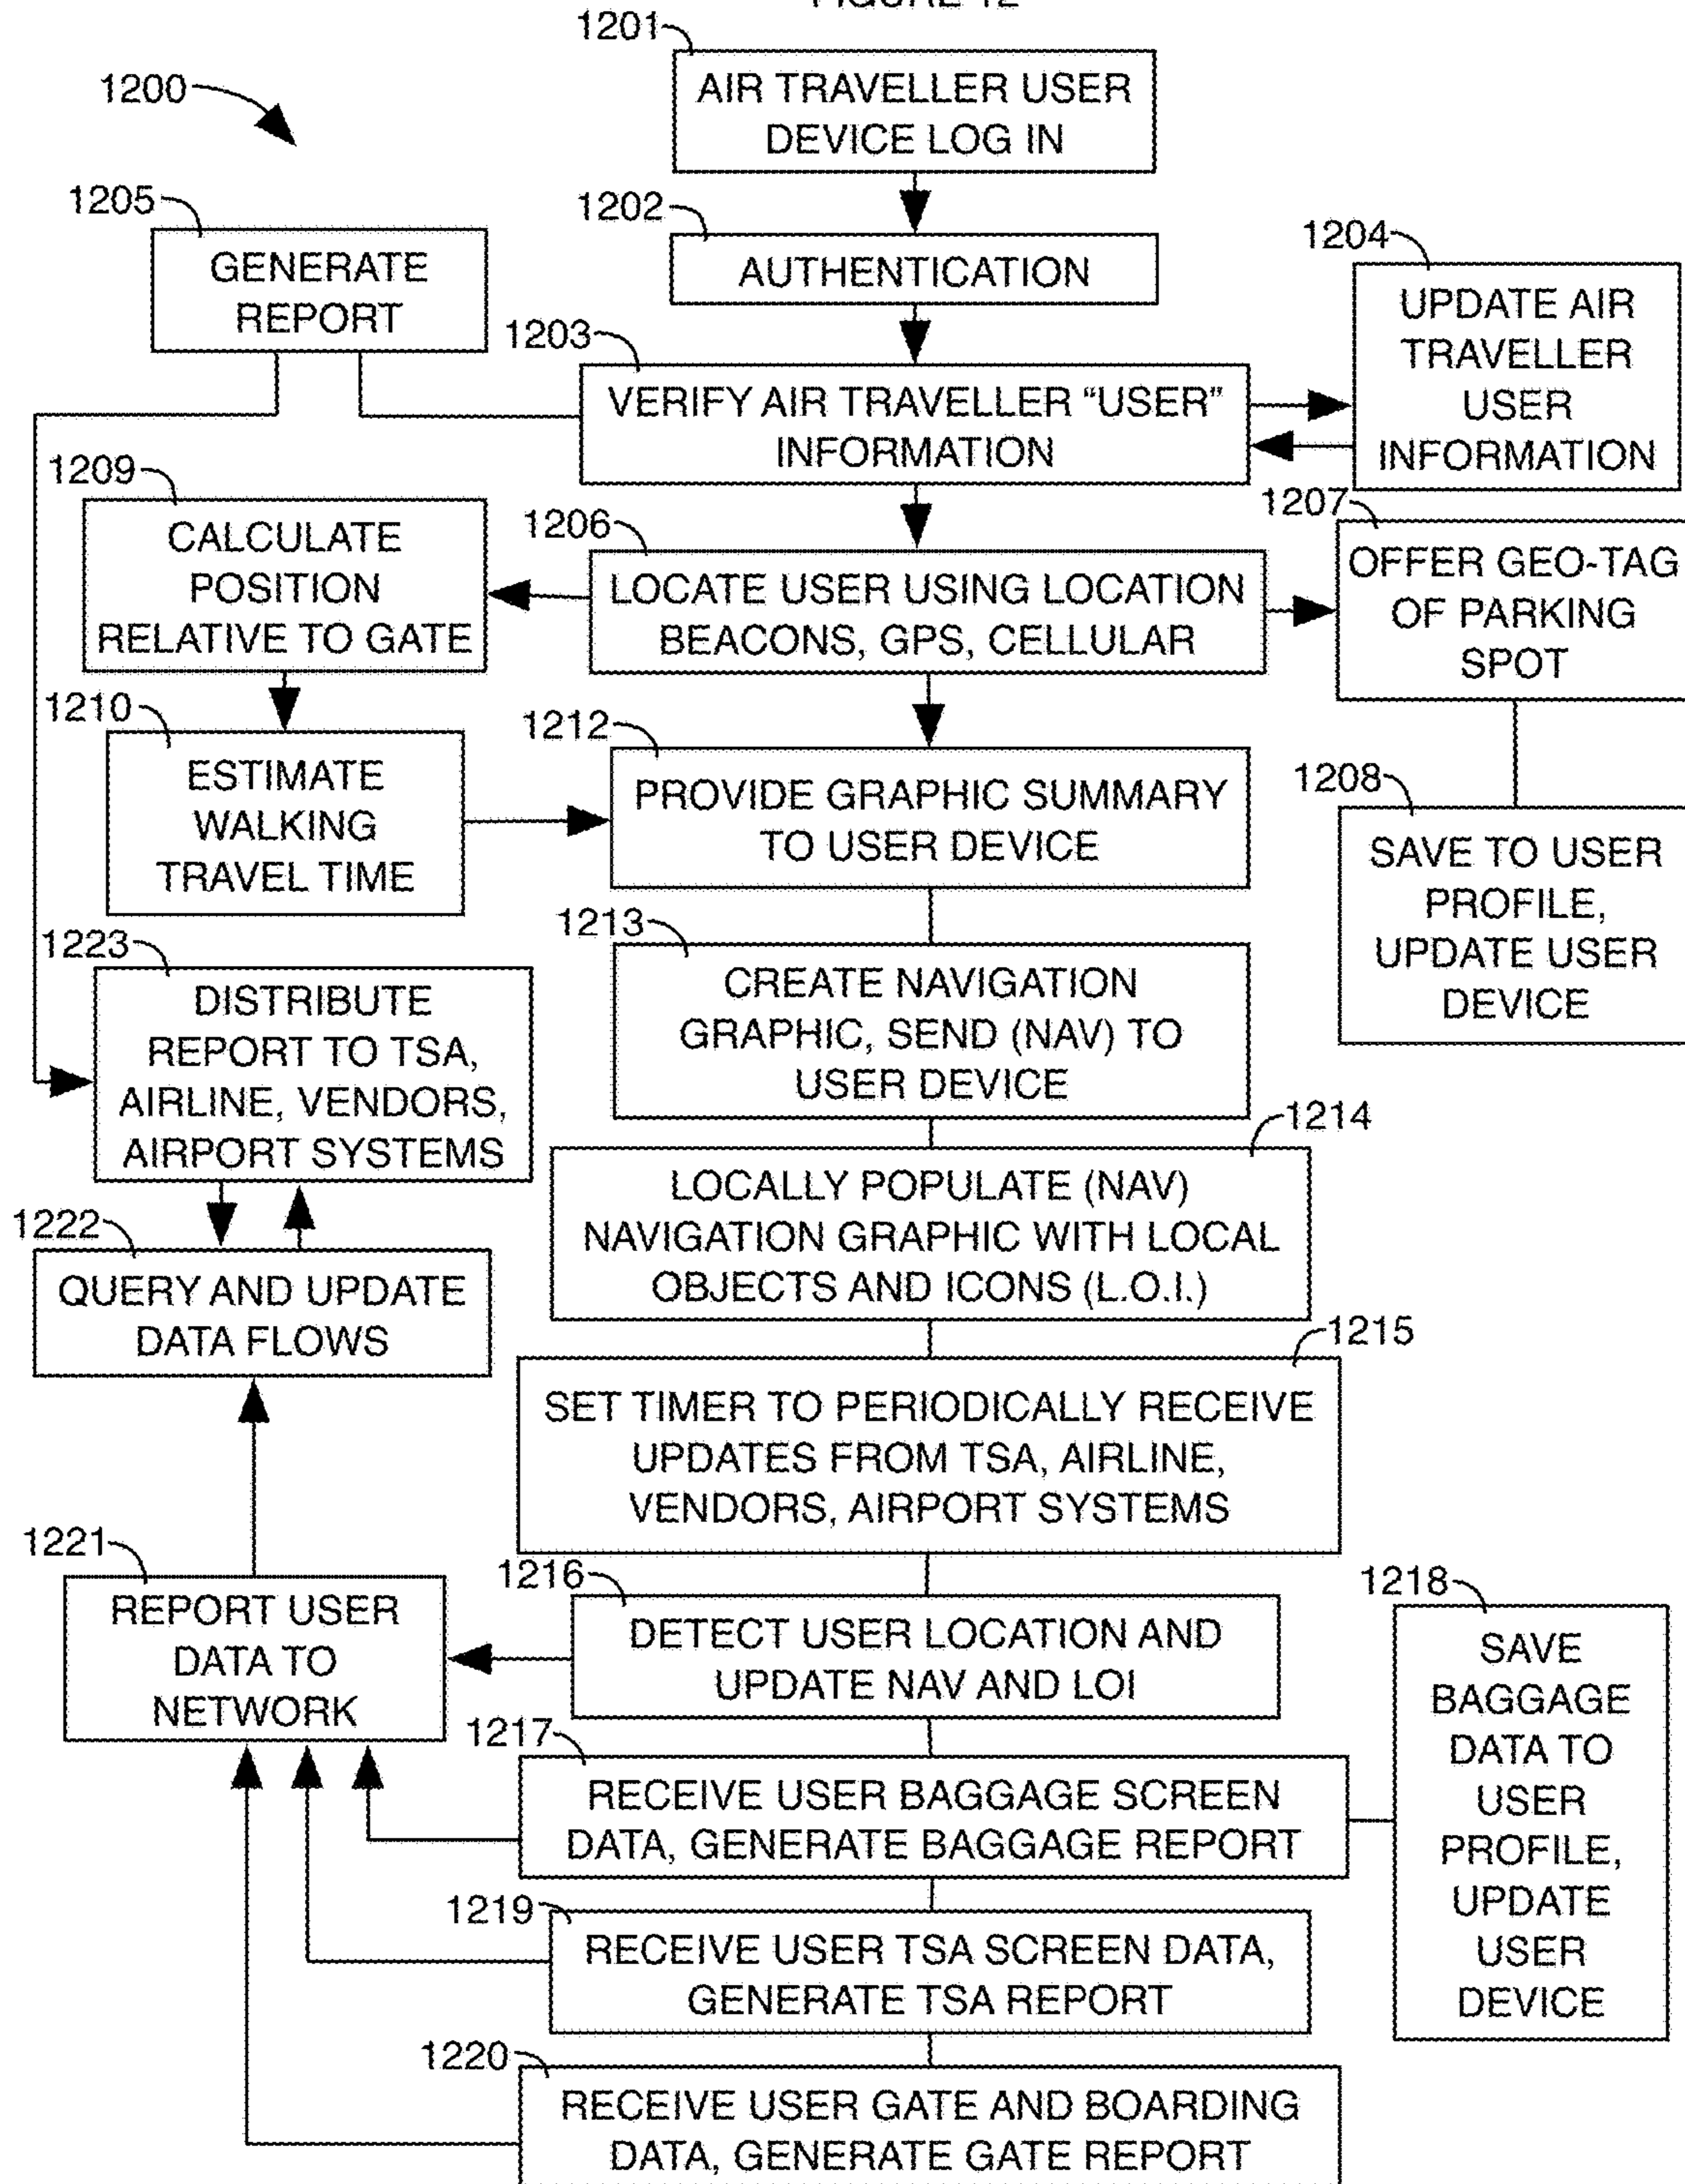 FIGURE 12
1201
AIR TRAVELLER USER
DEVICE LOG IN
1200
1202
AUTHENTICATION
1205
GENERATE
REPORT
1204
UPDATE AIR
TRAVELLER
USER
INFORMATION
1203
VERIFY AIR TRAVELLER “USER”
INFORMATION
1209
CALCULATE
POSITION
RELATIVE TO GATE
1206
LOCATE USER USING LOCATION
BEACONS, GPS, CELLULAR
1207
OFFER GEO-TAG
OF PARKING
SPOT
1210
ESTIMATE
WALKING
TRAVEL TIME
1212
PROVIDE GRAPHIC SUMMARY
TO USER DEVICE
1208
SAVE TO USER
PROFILE,
UPDATE USER
DEVICE
1223
DISTRIBUTE
REPORT TO TSA,
AIRLINE, VENDORS,
AIRPORT SYSTEMS
1213
CREATE NAVIGATION
GRAPHIC, SEND (NAV) TO
USER DEVICE
1214
LOCALLY POPULATE (NAV)
NAVIGATION GRAPHIC WITH LOCAL
OBJECTS AND ICONS (L.O.I.)
1222
QUERY AND UPDATE
DATA FLOWS
1215
SET TIMER TO PERIODICALLY RECEIVE
UPDATES FROM TSA, AIRLINE,
VENDORS, AIRPORT SYSTEMS
1221
REPORT USER
DATA TO
NETWORK
1216
DETECT USER LOCATION AND
UPDATE NAV AND LOI
1218
SAVE
BAGGAGE
DATA TO
USER
PROFILE,
UPDATE
USER
DEVICE
1217
RECEIVE USER BAGGAGE SCREEN
DATA, GENERATE BAGGAGE REPORT
1219
RECEIVE USER TSA SCREEN DATA,
GENERATE TSA REPORT
1220
RECEIVE USER GATE AND BOARDING
DATA, GENERATE GATE REPORT